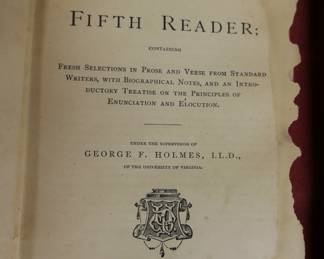 FIFTH READER;
CONTAINING
FRESH SELECTIONS IN PROSE AND VERSE FROM STANDARD
WRITERS, WITH BIOGRAPHICAL NOTES, AND AN INTRO-
DUCTORY TREATISE ON THE PRINCIPLES OF
ENUNCIATION AND ELOCUTION.
UNDER THE SUPERVISION OF
GEORGE F. HOLMES, LL.D.,
OF THE UNIVERSITY OF VIRGINIA.